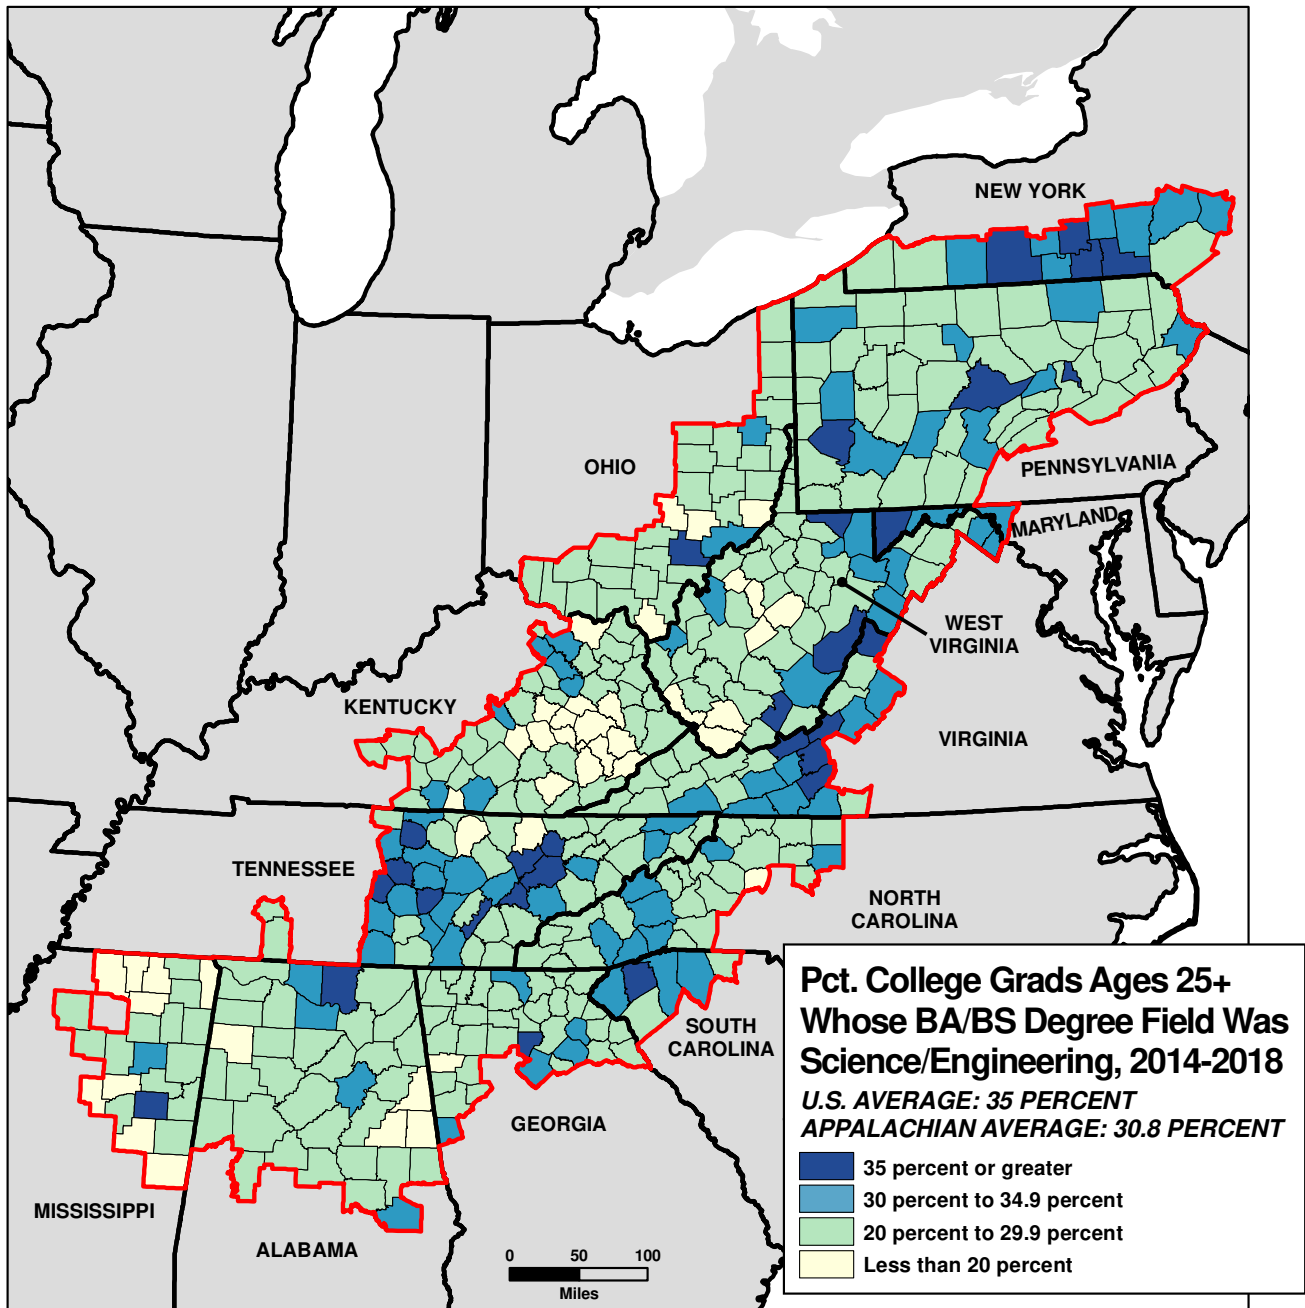 NEW YORK
OHIO
PENNSYLVANIA
MARYLAND
WEST
VIRGINIA
KENTUCKY
VIRGINIA
TENNESSEE
NORTH
CAROLINA
SOUTH
CAROLINA
GEORGIA
MISSISSIPPI
ALABAMA
0 50 100
Miles
Pct. College Grads Ages 25+
Whose BA/BS Degree Field Was
Science/Engineering, 2014-2018
U.S. AVERAGE: 35 PERCENT
APPALACHIAN AVERAGE: 30.8 PERCENT
35 percent or greater
30 percent to 34.9 percent
20 percent to 29.9 percent
Less than 20 percent